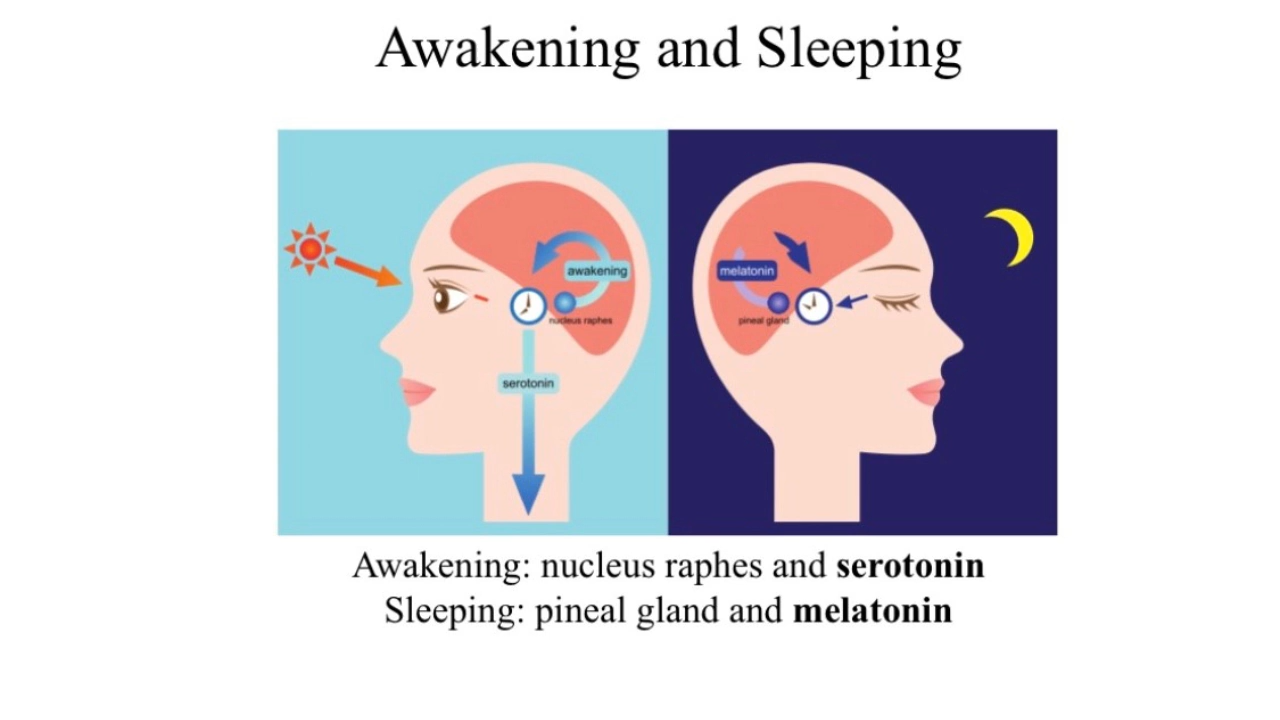 Awakening and Sleeping
awakening
nucleus raphes
serotonin
melatonin
pineal gland
Awakening: nucleus raphes and serotonin
Sleeping: pineal gland and melatonin